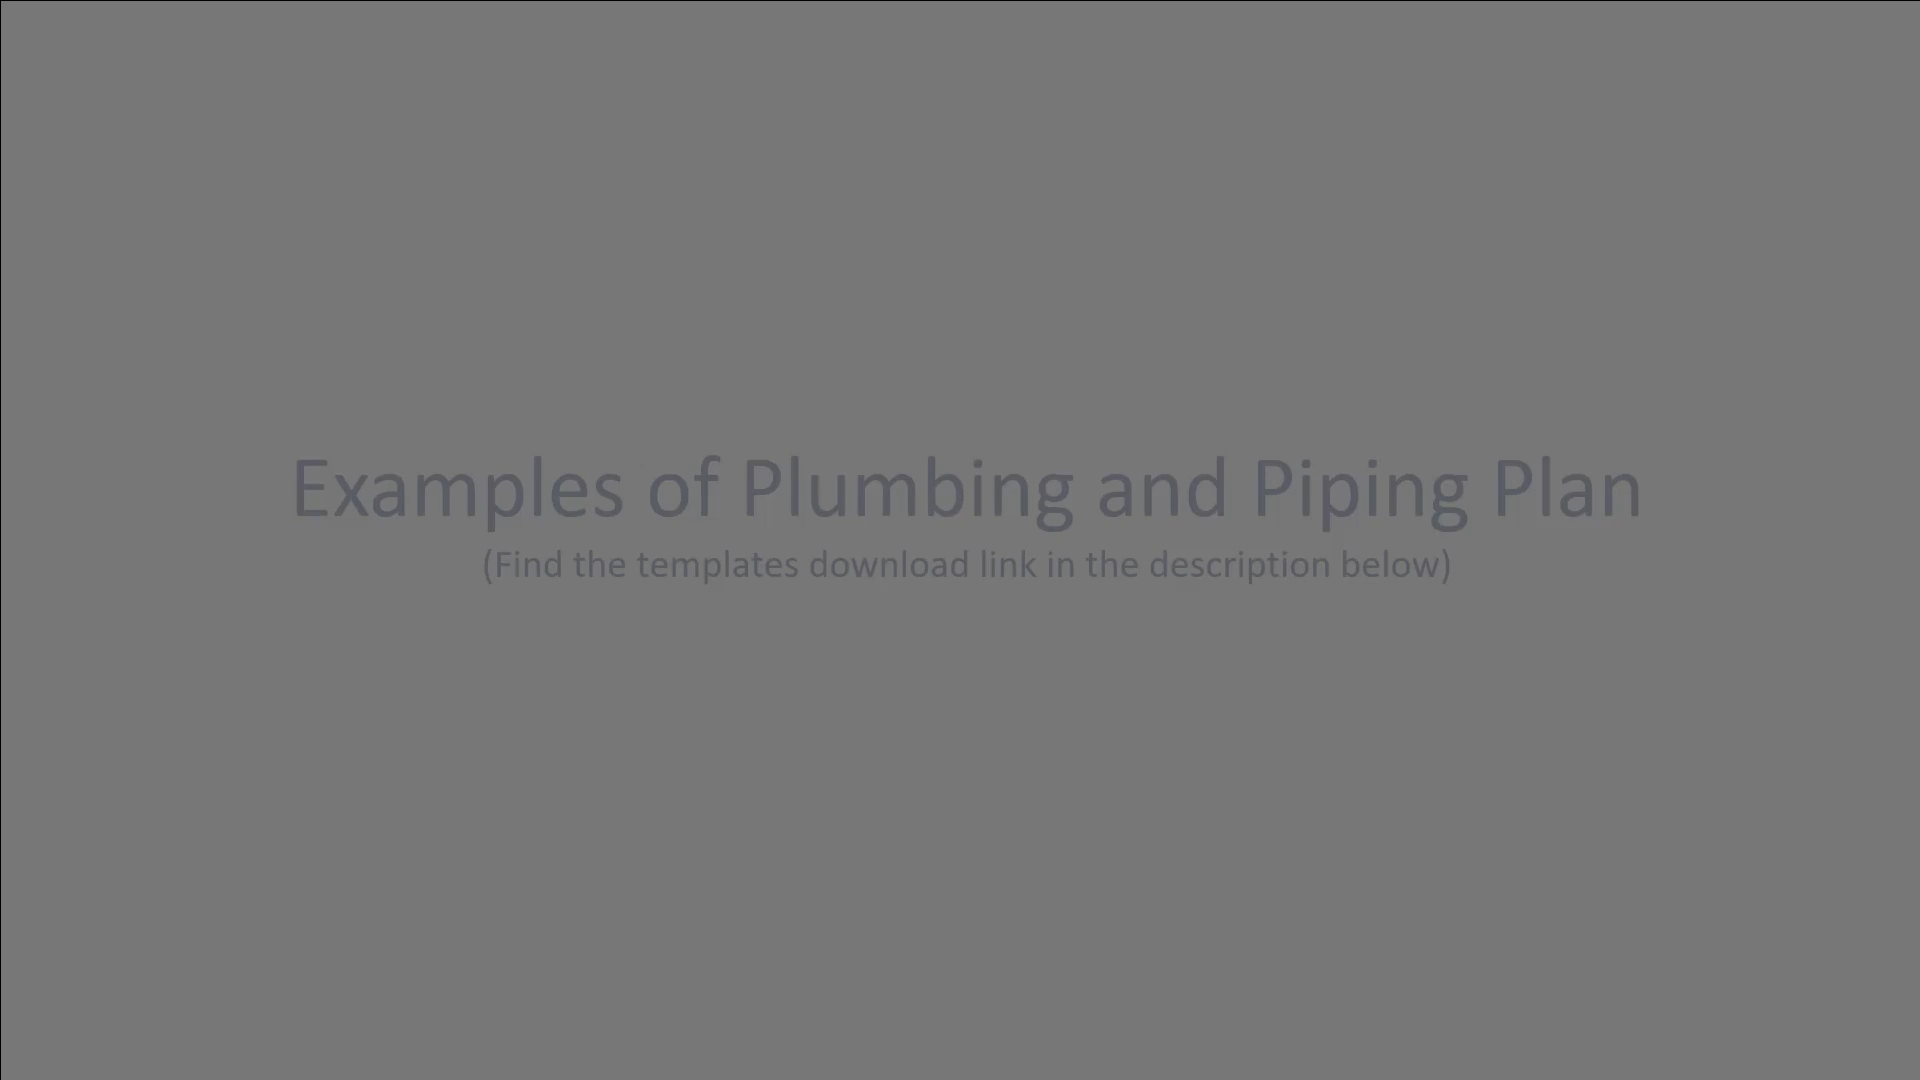 Examples of Plumbing and Piping Plan
(Find the templates download link in the description below)